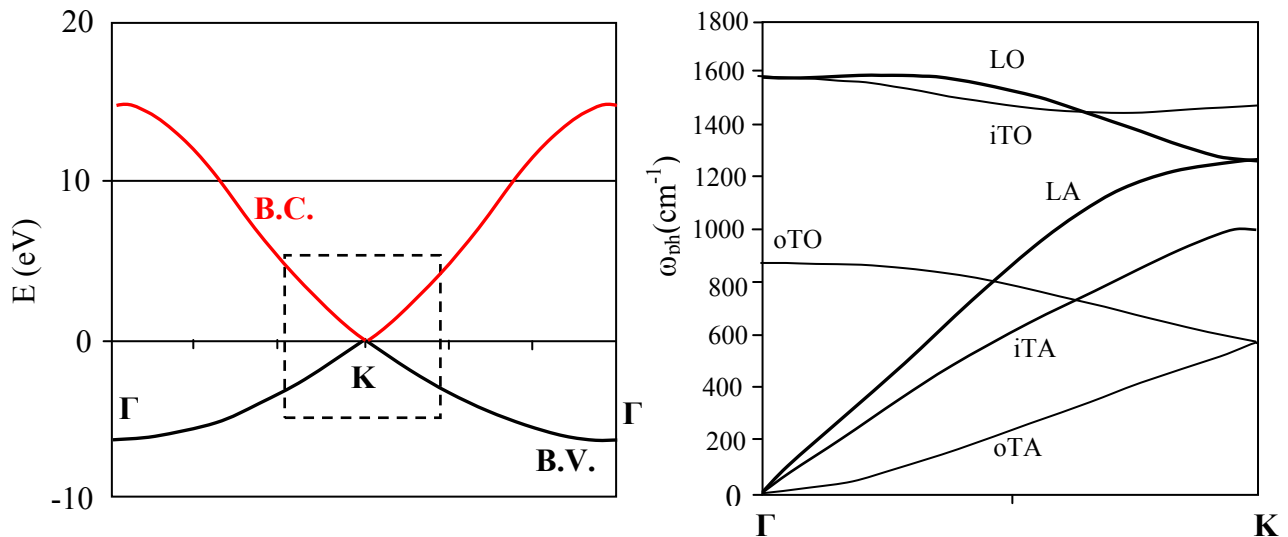 20
10
0
-10
E (eV)
B.C.
K
Γ
Γ
B.V.
1800
1600
1400
1200
1000
800
600
400
200
0
ωph(cm-1)
LO
iTO
LA
oTO
iTA
oTA
Γ
K